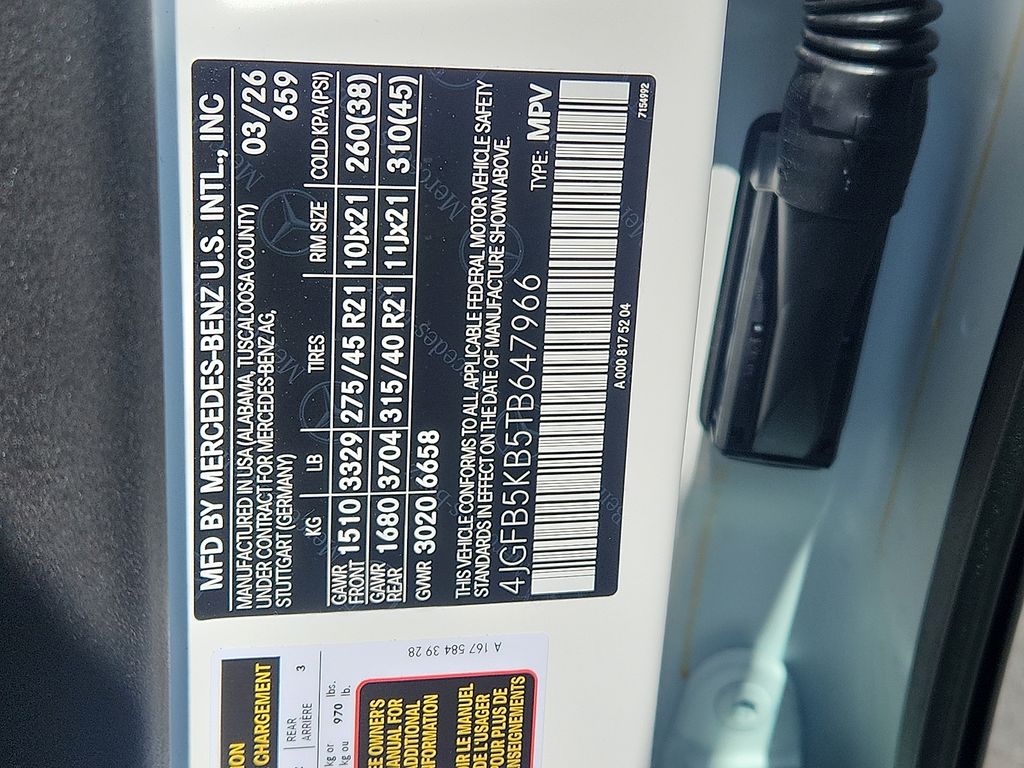 MFD BY MERCEDES-BENZ U.S. INTL., INC
MANUFACTURED IN USA (ALABAMA, TUSCALOOSA COUNTY) 03/26
UNDER CONTRACT FOR MERCEDES-BENZ AG, 659
STUTTGART (GERMANY)
KG LB TIRES RIM SIZE COLD KPA (PSI)
GAWR FRONT 1510 3329 275/45 R21 10Jx21 260(38)
GAWR REAR 1680 3704 315/40 R21 11Jx21 310(45)
GVWR 3020 6658
THIS VEHICLE CONFORMS TO ALL APPLICABLE FEDERAL MOTOR VEHICLE SAFETY
STANDARDS IN EFFECT ON THE DATE OF MANUFACTURE SHOWN ABOVE.
4JGFB5KB5TB647966 TYPE: MPV
A 000 817 52 04 7154992
CHARGEMENT
REAR 3
ARRIÈRE
kg or 970 lbs.
kg ou lb.
A 167 584 39 28
OWNER'S
MANUAL FOR
ADDITIONAL
INFORMATION
LE MANUEL
DE L'USAGER
POUR PLUS DE
RENSEIGNEMENTS